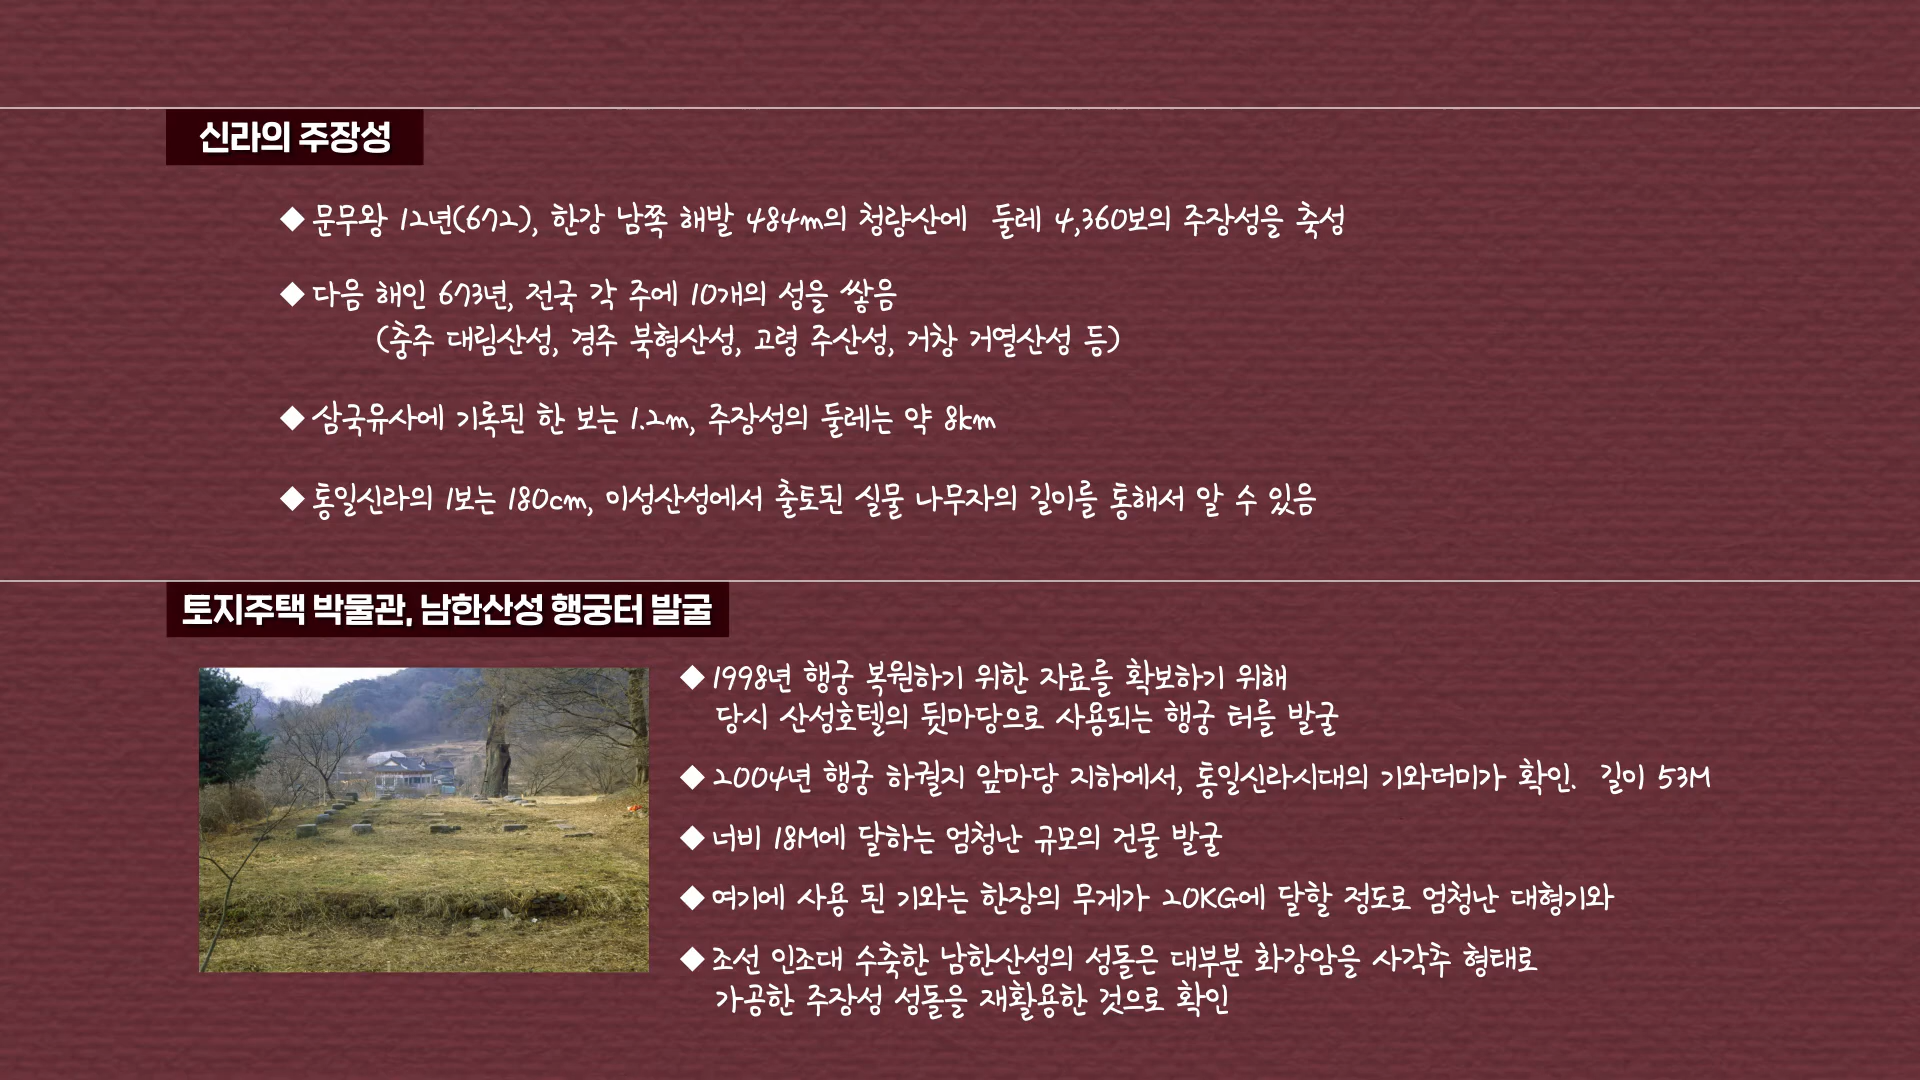 신라의 주장성
◆ 문무왕 12년(672), 한강 남쪽 해발 484m의 청량산에 둘레 4,360보의 주장성을 축성
◆ 다음 해인 673년, 전국 각 주에 10개의 성을 쌓음
(충주 대림산성, 경주 북형산성, 고령 주산성, 거창 거열산성 등)
◆ 삼국유사에 기록된 한 보는 1.2m, 주장성의 둘레는 약 8km
◆ 통일신라의 1보는 180cm, 이성산성에서 출토된 실물 나무자의 길이를 통해서 알 수 있음
토지주택 박물관, 남한산성 행궁터 발굴
◆ 1998년 행궁 복원하기 위한 자료를 확보하기 위해
당시 산성호텔의 뒷마당으로 사용되는 행궁 터를 발굴
◆ 2004년 행궁 하궐지 앞마당 지하에서, 통일신라시대의 기와더미가 확인. 길이 53M
◆ 너비 18M에 달하는 엄청난 규모의 건물 발굴
◆ 여기에 사용 된 기와는 한장의 무게가 20KG에 달할 정도로 엄청난 대형기와
◆ 조선 인조대 수축한 남한산성의 성돌은 대부분 화강암을 사각추 형태로
가공한 주장성 성돌을 재활용한 것으로 확인